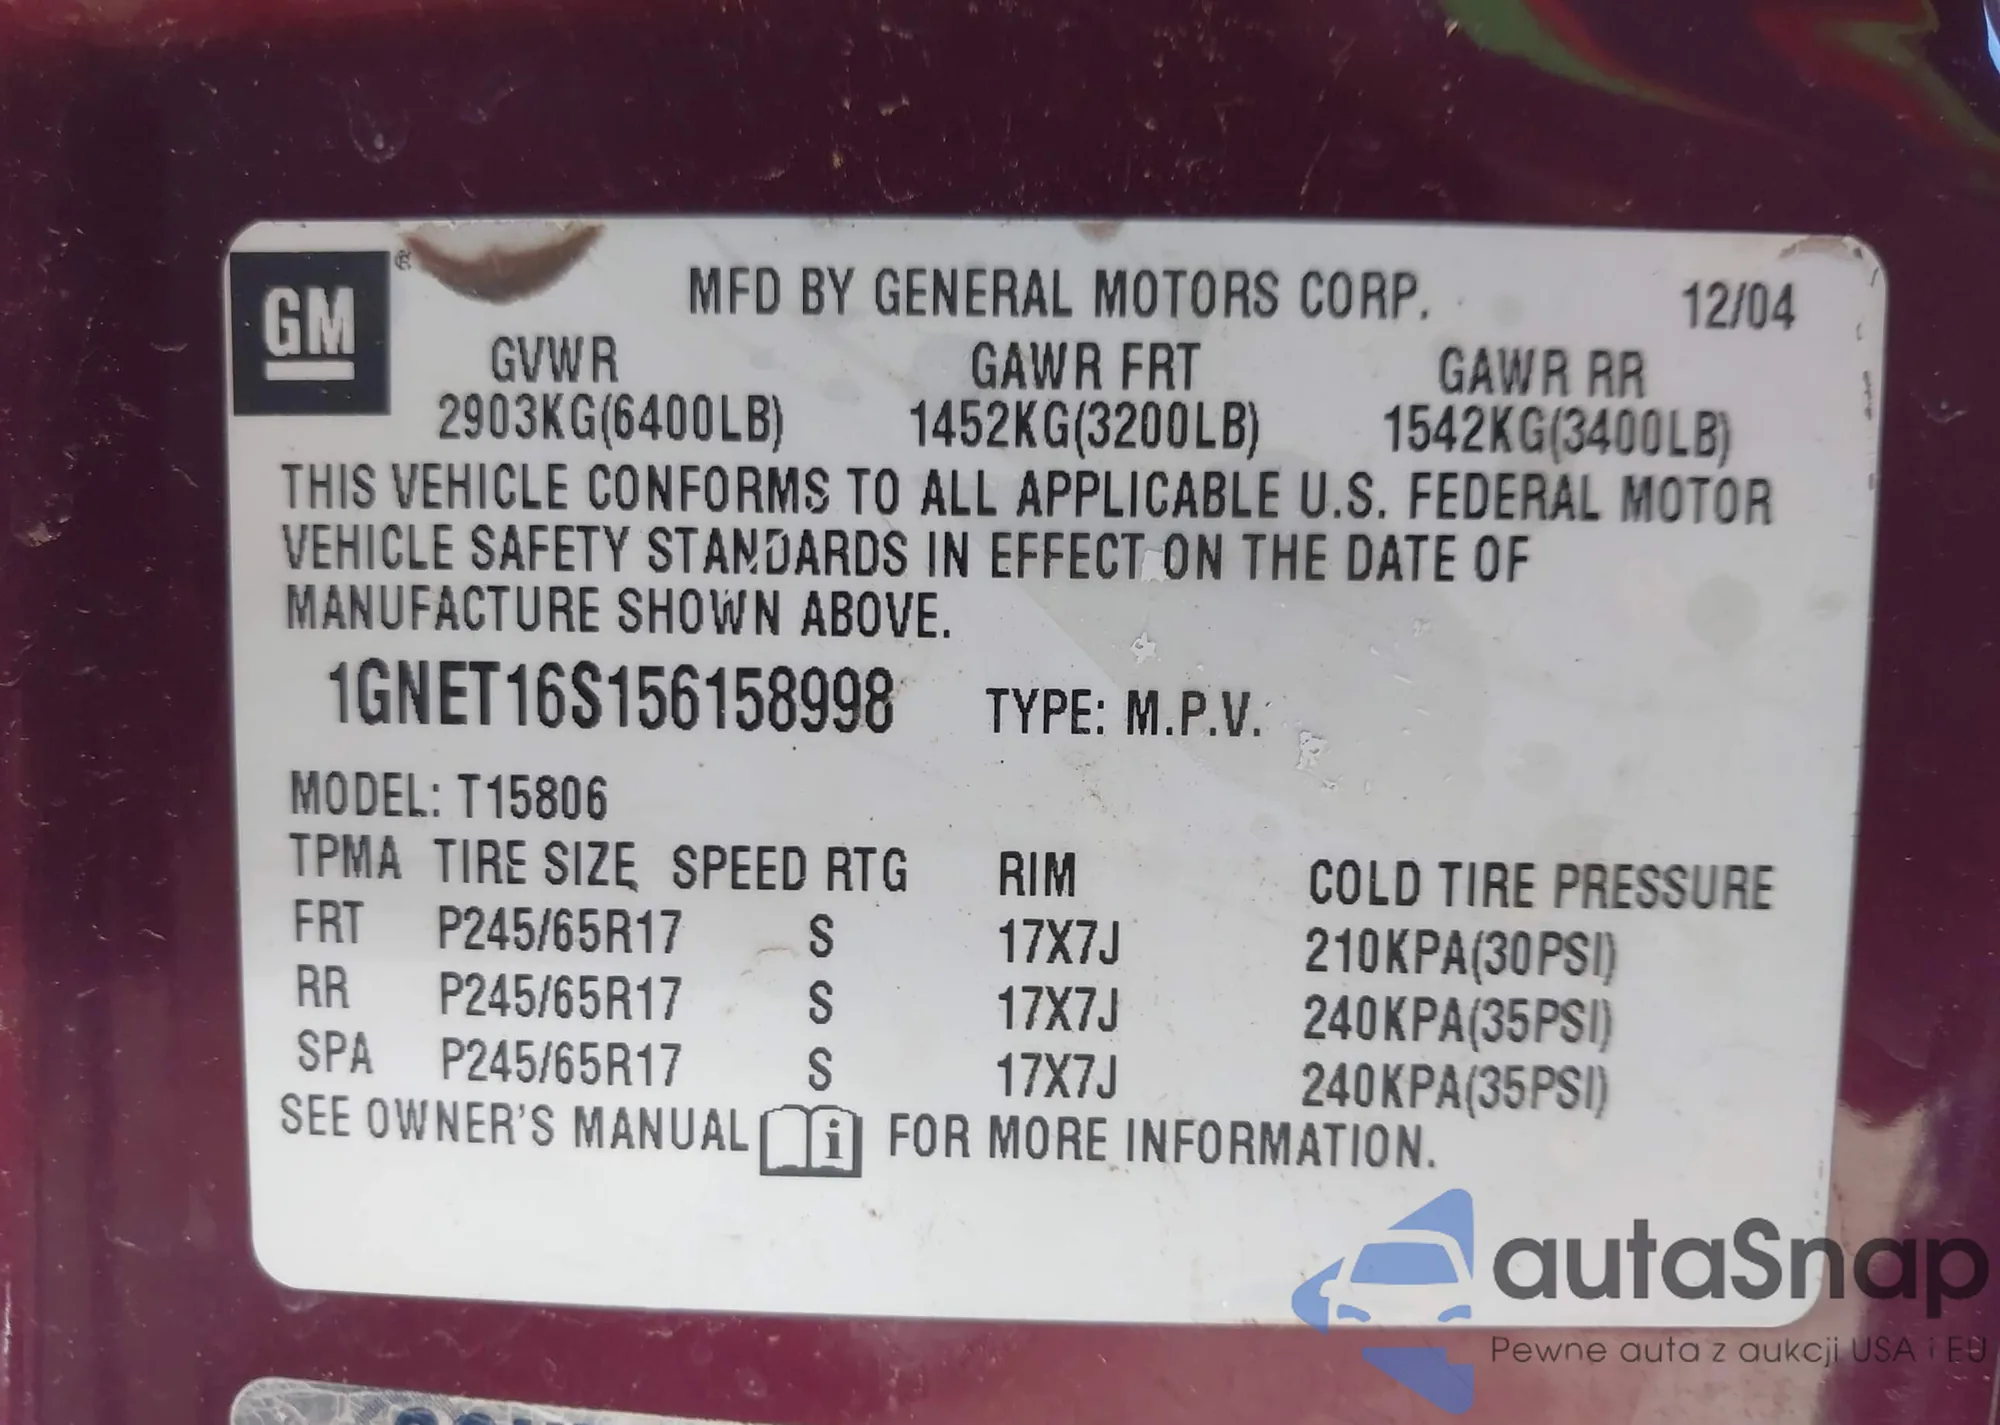 GM ®
MFD BY GENERAL MOTORS CORP. 12/04
GVWR GAWR FRT GAWR RR
2903KG(6400LB) 1452KG(3200LB) 1542KG(3400LB)
THIS VEHICLE CONFORMS TO ALL APPLICABLE U.S. FEDERAL MOTOR
VEHICLE SAFETY STANDARDS IN EFFECT ON THE DATE OF
MANUFACTURE SHOWN ABOVE.
1GNET16S156158998 TYPE: M.P.V.
MODEL: T15806
TPMA TIRE SIZE SPEED RTG RIM COLD TIRE PRESSURE
FRT P245/65R17 S 17X7J 210KPA(30PSI)
RR P245/65R17 S 17X7J 240KPA(35PSI)
SPA P245/65R17 S 17X7J 240KPA(35PSI)
SEE OWNER'S MANUAL i FOR MORE INFORMATION.
autaSnap
Pewne auta z aukcji USA i EU